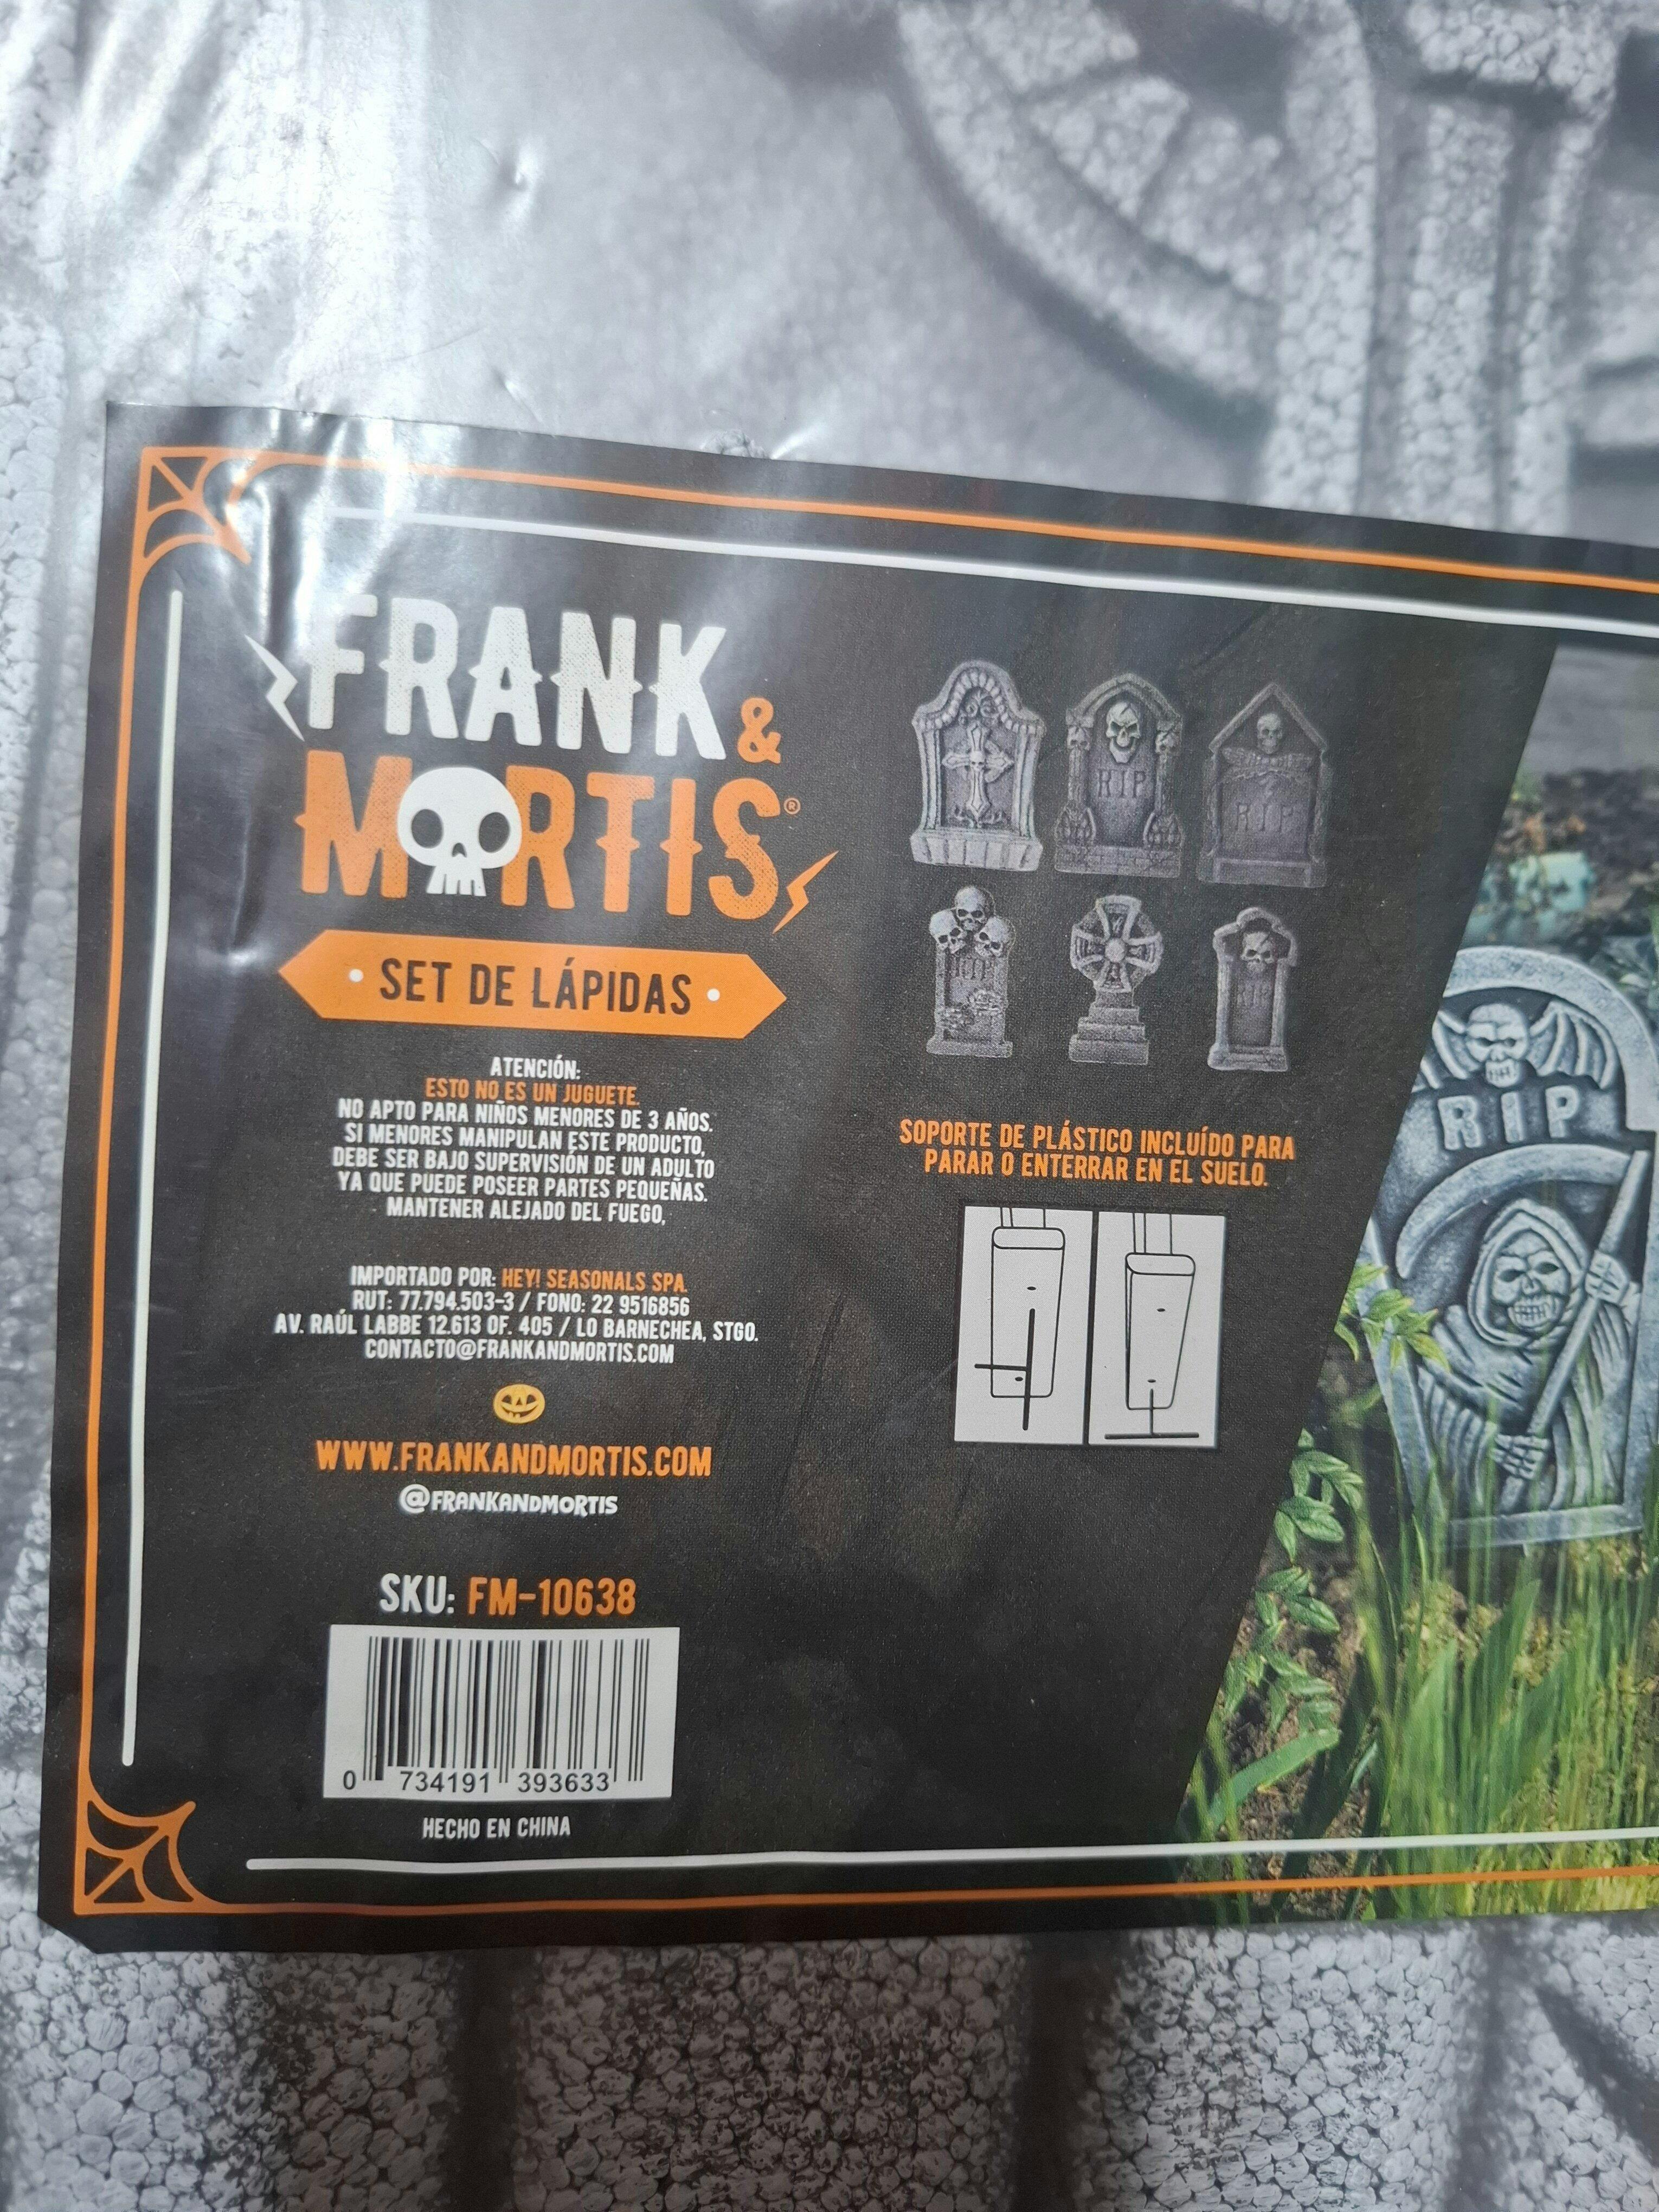 FRANK &
MORTIS®
• SET DE LÁPIDAS •
ATENCIÓN:
ESTO NO ES UN JUGUETE.
NO APTO PARA NIÑOS MENORES DE 3 AÑOS.
SI MENORES MANIPULAN ESTE PRODUCTO,
DEBE SER BAJO SUPERVISIÓN DE UN ADULTO
YA QUE PUEDE POSEER PARTES PEQUEÑAS.
MANTENER ALEJADO DEL FUEGO,
IMPORTADO POR: HEY! SEASONALS SPA.
RUT: 77.794.503-3 / FONO: 22 9516856
AV. RAÚL LABBE 12.613 OF. 405 / LO BARNECHEA, STGO.
CONTACTO@FRANKANDMORTIS.COM
WWW.FRANKANDMORTIS.COM
@FRANKANDMORTIS
SKU: FM-10638
0 734191 393633
HECHO EN CHINA
RIP
RIP
RIP
RIP
SOPORTE DE PLÁSTICO INCLUÍDO PARA
PARAR O ENTERRAR EN EL SUELO.
RIP